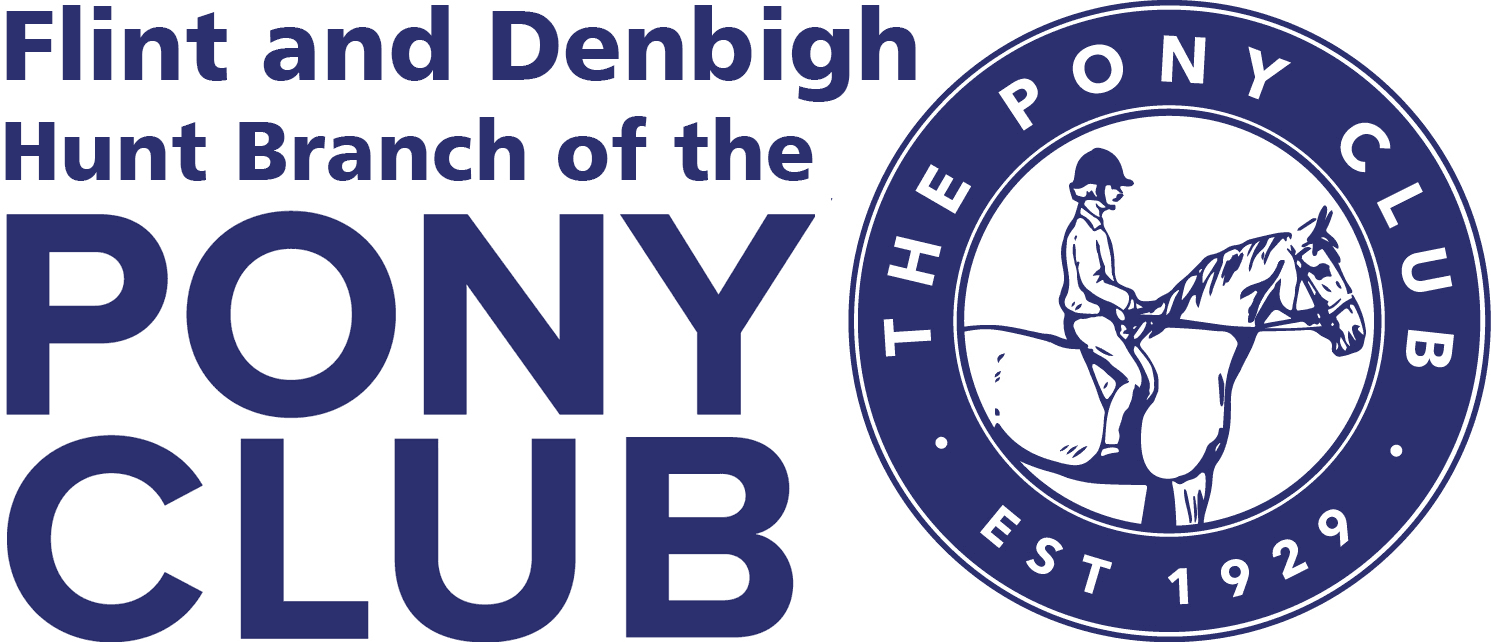 Flint and Denbigh
Hunt Branch of the
PONY
CLUB
THE PONY CLUB
· EST 1929 ·